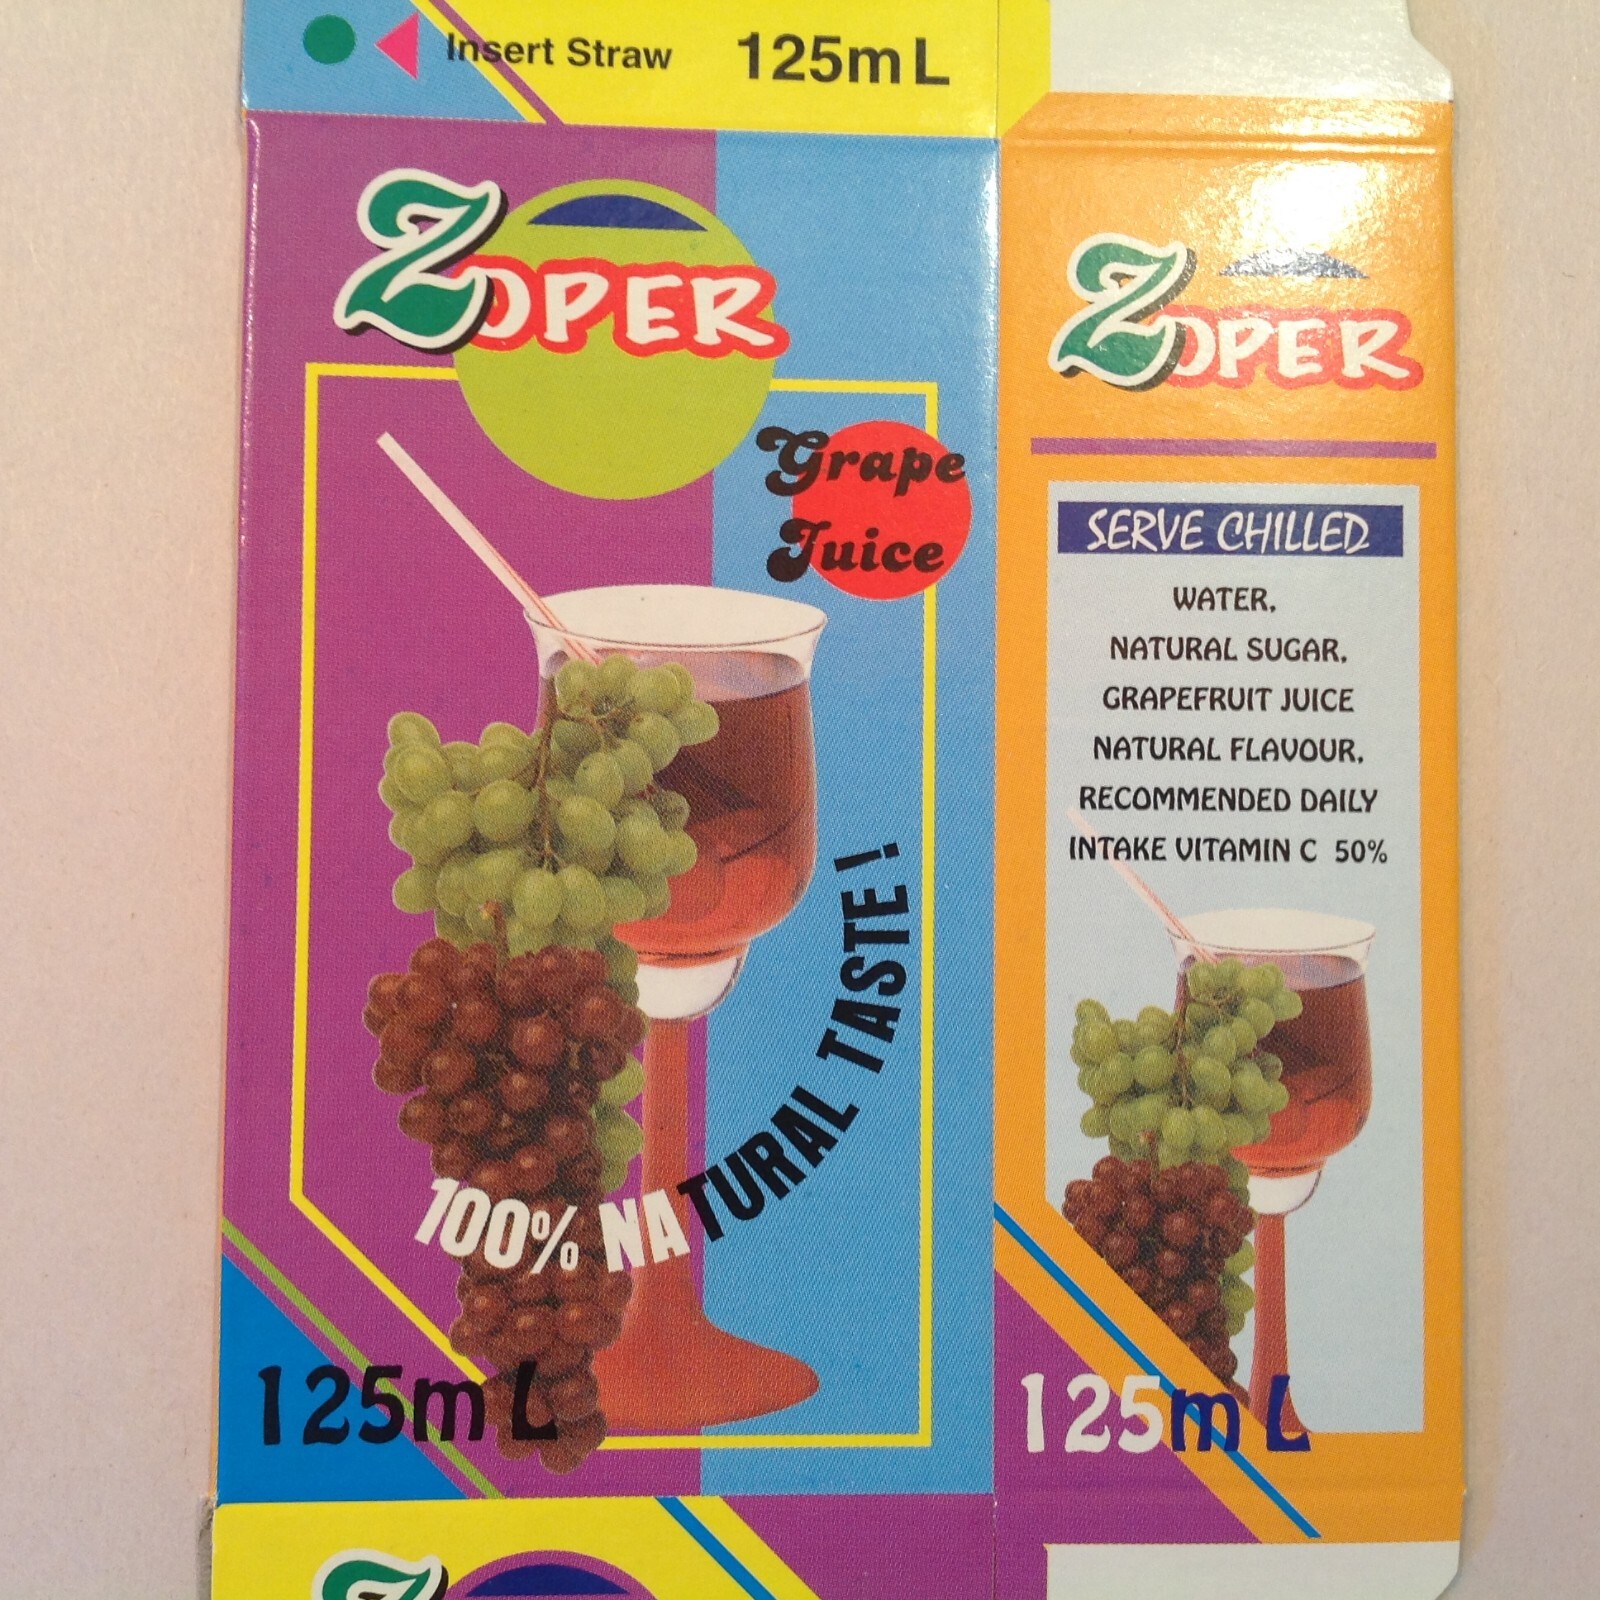 Insert Straw 125mL
ZOPER
Grape
Juice
100% NATURAL TASTE!
125mL
ZOPER
SERVE CHILLED
WATER,
NATURAL SUGAR,
GRAPEFRUIT JUICE
NATURAL FLAVOUR,
RECOMMENDED DAILY
INTAKE VITAMIN C 50%
125mL
Z